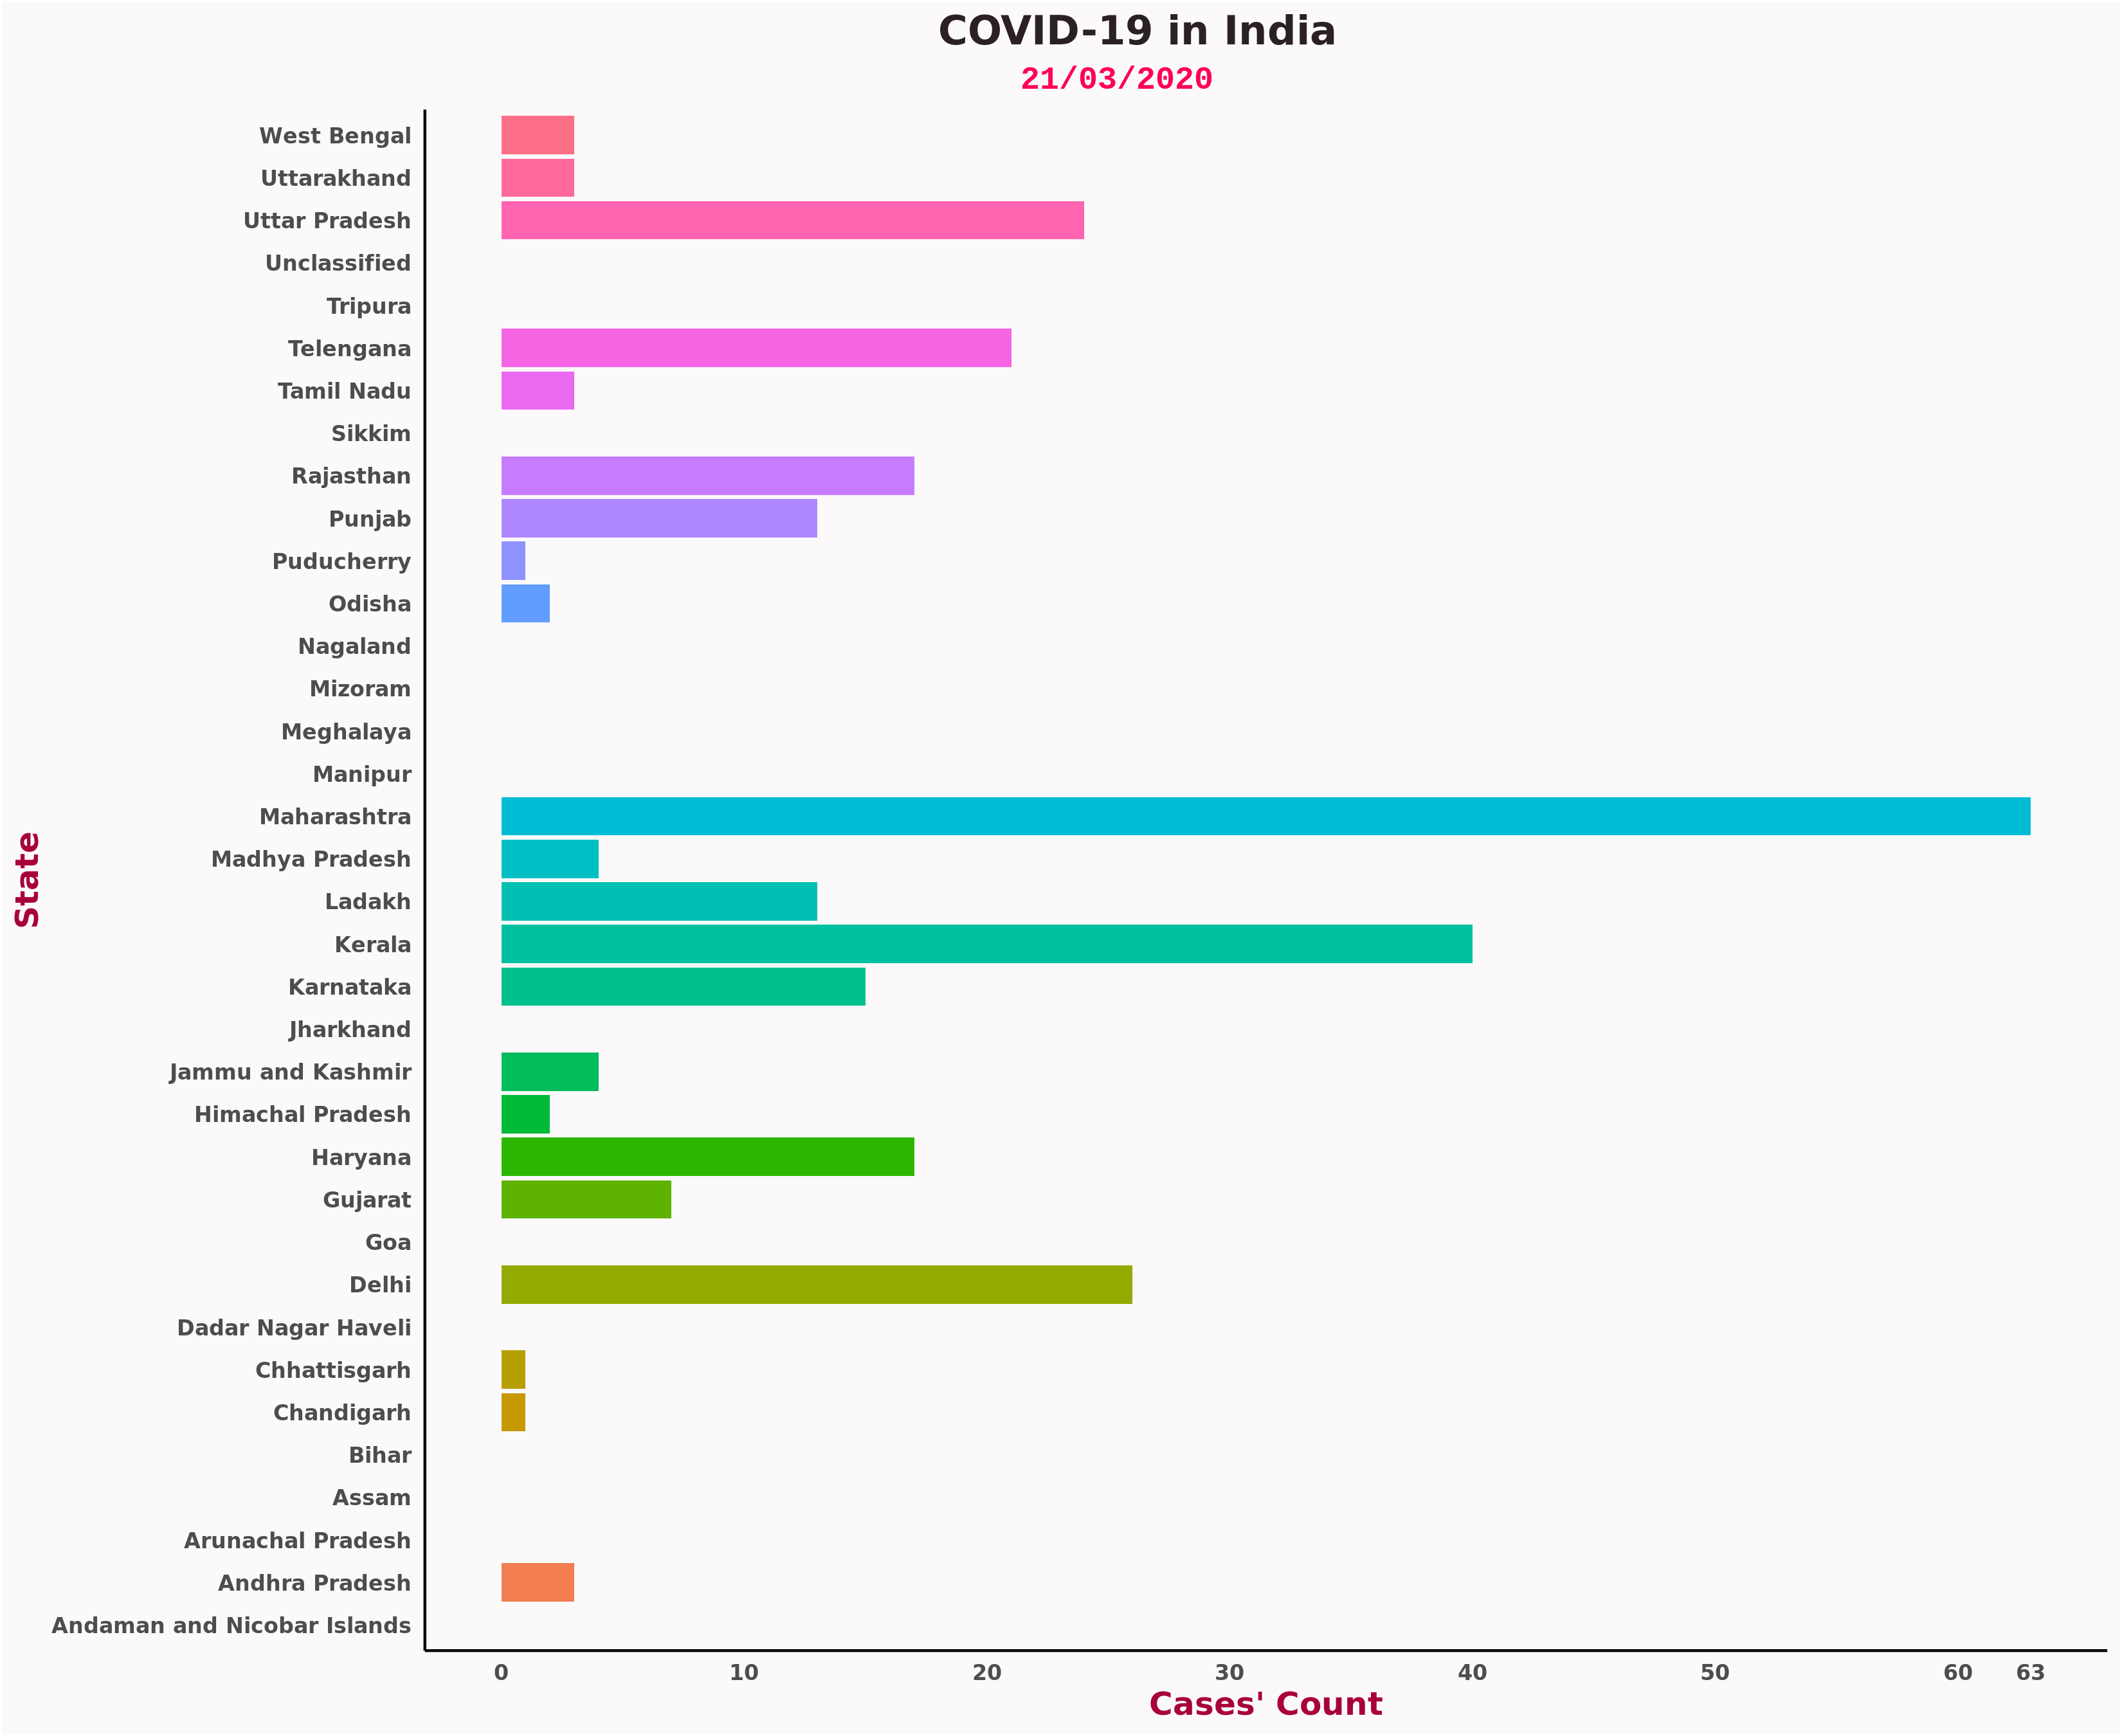 COVID-19 in India
21/03/2020
West Bengal
Uttarakhand
Uttar Pradesh
Unclassified
Tripura
Telengana
Tamil Nadu
Sikkim
Rajasthan
Punjab
Puducherry
Odisha
Nagaland
Mizoram
Meghalaya
Manipur
Maharashtra
Madhya Pradesh
Ladakh
Kerala
Karnataka
Jharkhand
Jammu and Kashmir
Himachal Pradesh
Haryana
Gujarat
Goa
Delhi
Dadar Nagar Haveli
Chhattisgarh
Chandigarh
Bihar
Assam
Arunachal Pradesh
Andhra Pradesh
Andaman and Nicobar Islands
State
0 10 20 30 40 50 60 63
Cases' Count